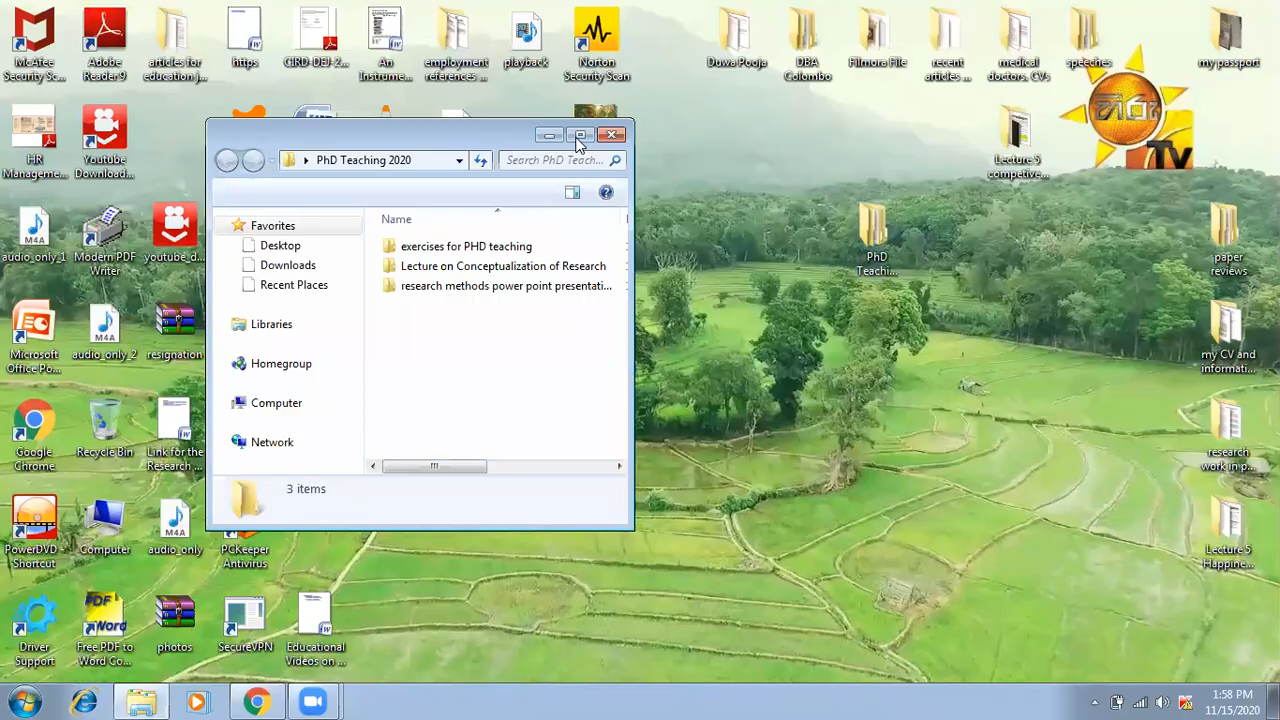 McAfee
Security Sc...
Adobe
Reader 9
articles for
education j...
https
CIRD-DEJ-2...
An
Instrume...
employment
references ...
playback
Norton
Security Scan
Duwa Pooja
DBA
Colombo
Filmora File
recent
articles ...
medical
doctors. CVs
speeches
my passport
හිරු
TV
HR
Manageme...
Youtube
Download...
Lecture 5
competive...
PhD Teaching 2020
Search PhD Teach...
Name
Favorites
Desktop
Downloads
Recent Places
Libraries
Homegroup
Computer
Network
exercises for PHD teaching
Lecture on Conceptualization of Research
research methods power point presentati...
3 items
audio_only_1
Modern PDF
Writer
youtube_d...
PhD
Teachi...
paper
reviews
Microsoft
Office Po...
audio_only_2
resignation
my CV and
informati...
Google
Chrome
Recycle Bin
Link for the
Research ...
research
work in p...
PowerDVD
Shortcut
Computer
audio_only
PCKeeper
Antivirus
Lecture 5
Happine...
Driver
Support
PDF
Word
Free PDF to
Word Co...
photos
SecureVPN
Educational
Videos on ...
1:58 PM
11/15/2020